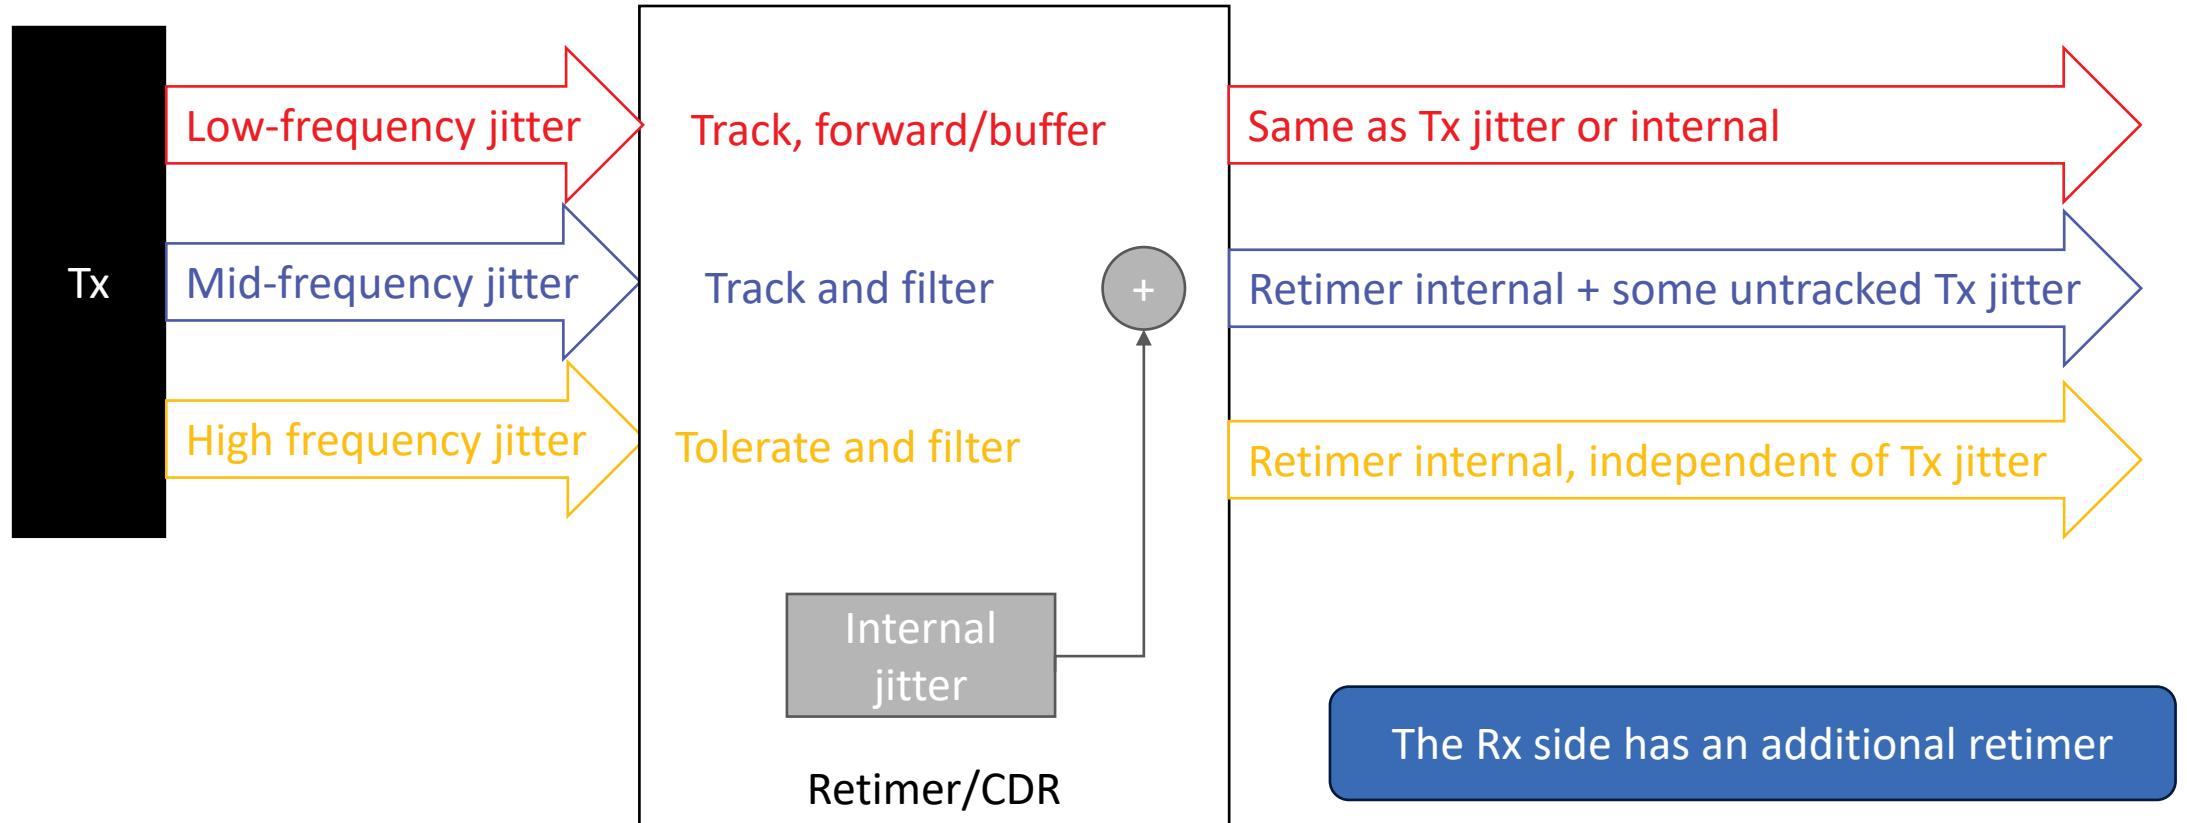 Tx
Low-frequency jitter
Track, forward/buffer
Same as Tx jitter or internal
Mid-frequency jitter
Track and filter
+
Retimer internal + some untracked Tx jitter
High frequency jitter
Tolerate and filter
Retimer internal, independent of Tx jitter
Internal
jitter
Retimer/CDR
The Rx side has an additional retimer